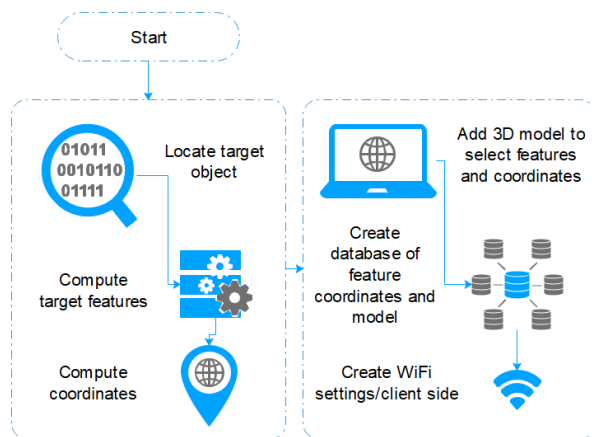 Start
01011
0010110
01111
Locate target
object
Compute
target features
Compute
coordinates
Add 3D model to
select features
and coordinates
Create
database of
feature
coordinates and
model
Create WiFi
settings/client side